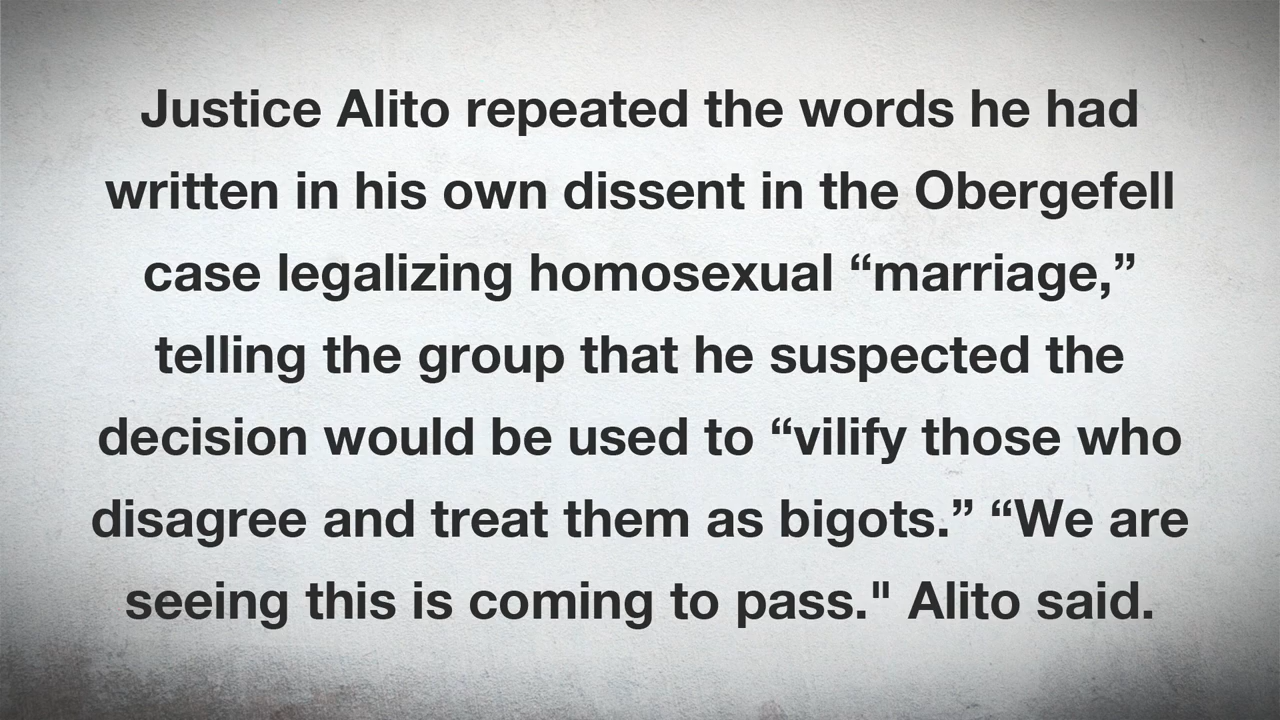 Justice Alito repeated the words he had
written in his own dissent in the Obergefell
case legalizing homosexual “marriage,”
telling the group that he suspected the
decision would be used to “vilify those who
disagree and treat them as bigots.” “We are
seeing this is coming to pass." Alito said.